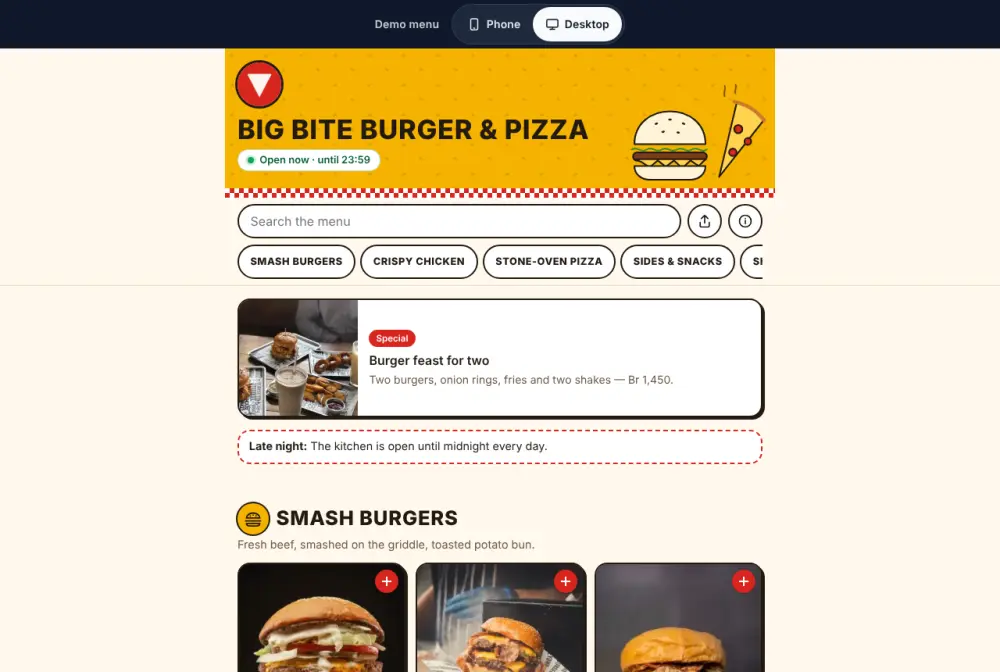 Demo menu
Phone
Desktop
BIG BITE BURGER & PIZZA
Open now · until 23:59
Search the menu
SMASH BURGERS
CRISPY CHICKEN
STONE-OVEN PIZZA
SIDES & SNACKS
Special
Burger feast for two
Two burgers, onion rings, fries and two shakes — Br 1,450.
Late night: The kitchen is open until midnight every day.
SMASH BURGERS
Fresh beef, smashed on the griddle, toasted potato bun.